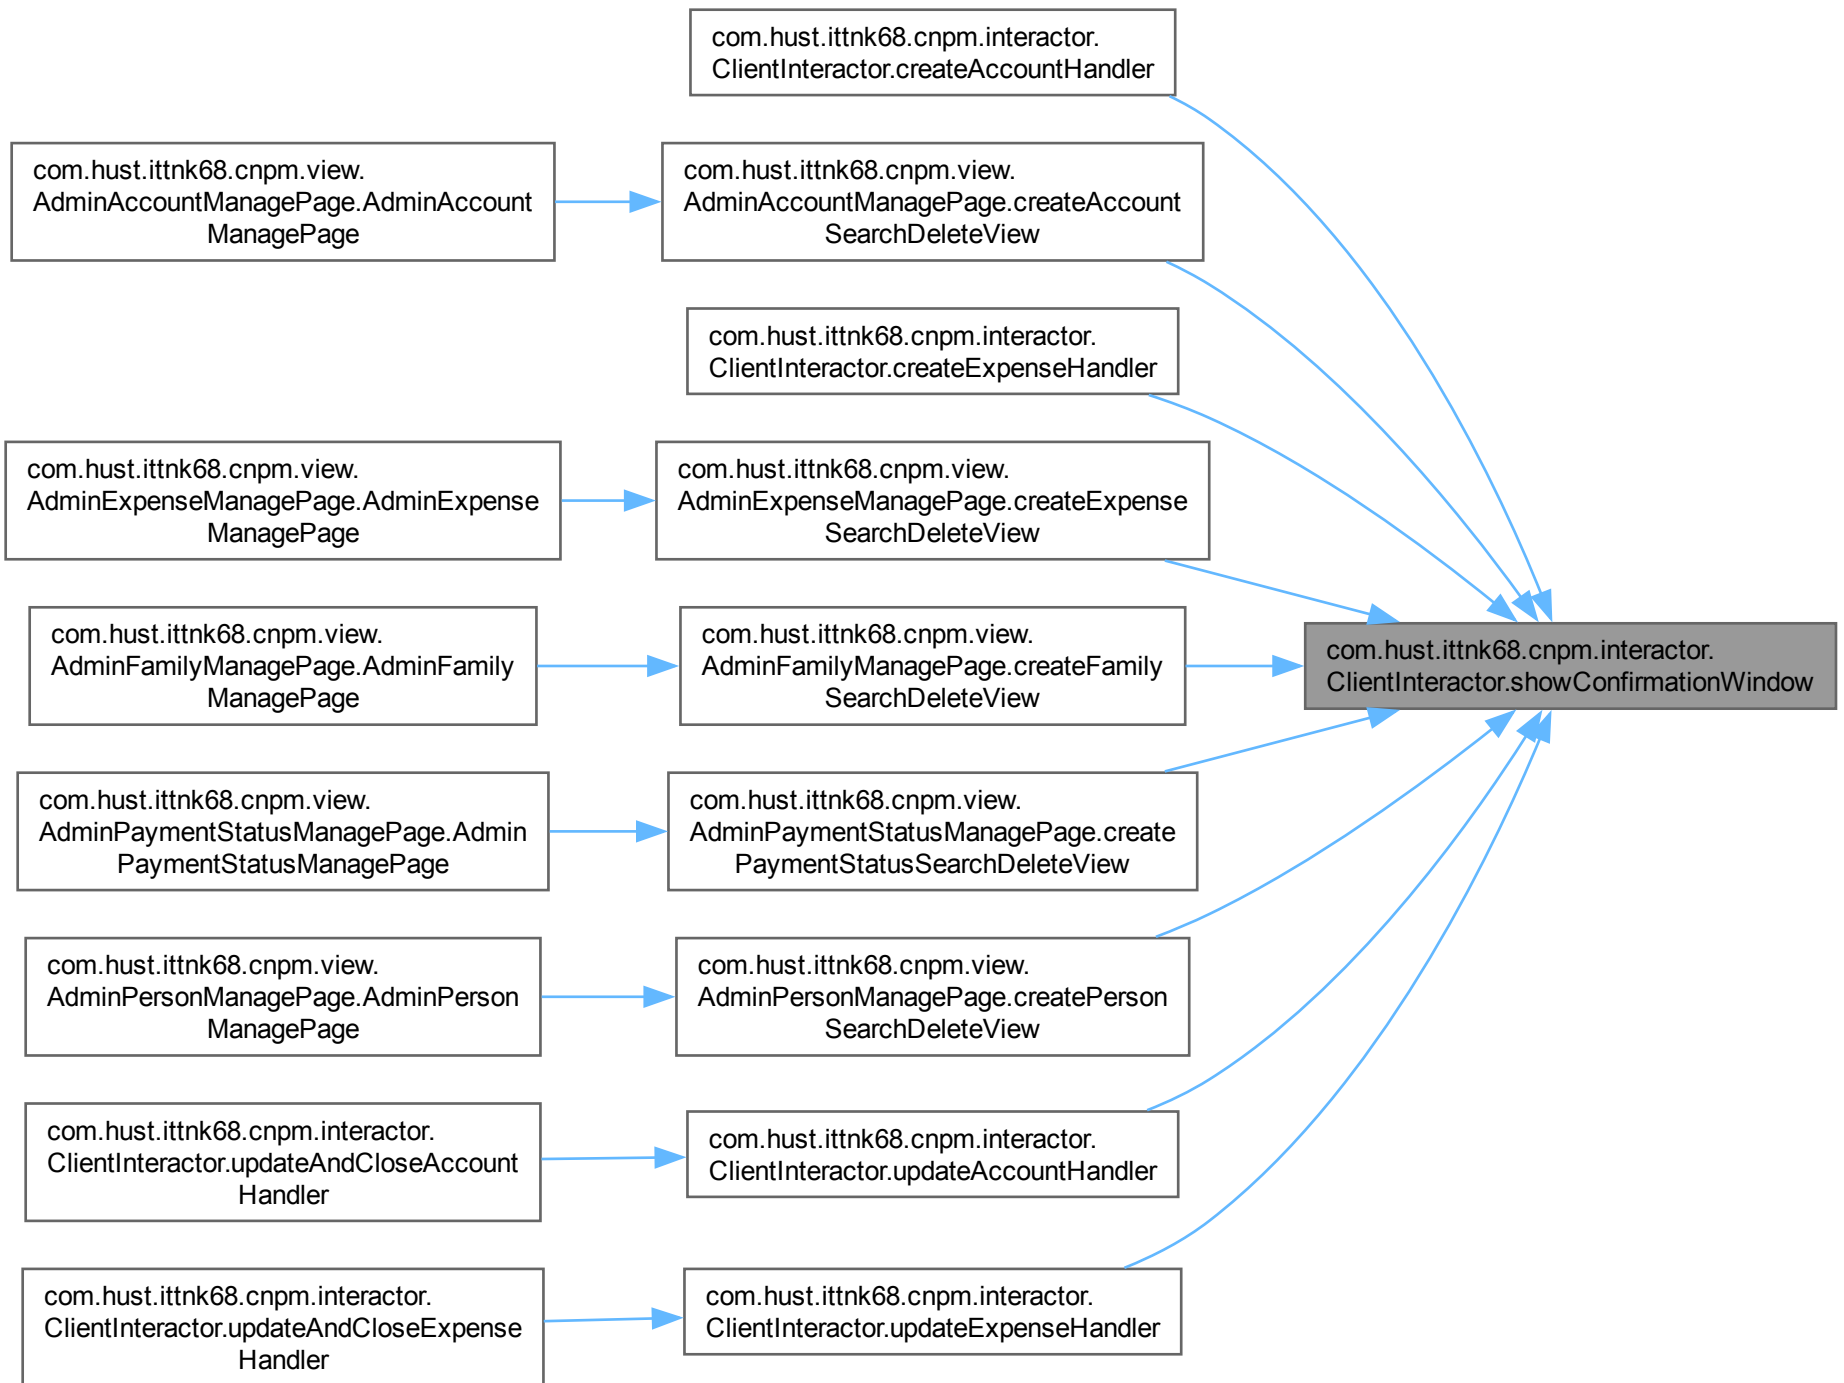 com.hust.ittnk68.cnpm.interactor.
ClientInteractor.createAccountHandler
com.hust.ittnk68.cnpm.view.
AdminAccountManagePage.AdminAccount
ManagePage
com.hust.ittnk68.cnpm.view.
AdminAccountManagePage.createAccount
SearchDeleteView
com.hust.ittnk68.cnpm.interactor.
ClientInteractor.createExpenseHandler
com.hust.ittnk68.cnpm.view.
AdminExpenseManagePage.AdminExpense
ManagePage
com.hust.ittnk68.cnpm.view.
AdminExpenseManagePage.createExpense
SearchDeleteView
com.hust.ittnk68.cnpm.view.
AdminFamilyManagePage.AdminFamily
ManagePage
com.hust.ittnk68.cnpm.view.
AdminFamilyManagePage.createFamily
SearchDeleteView
com.hust.ittnk68.cnpm.interactor.
ClientInteractor.showConfirmationWindow
com.hust.ittnk68.cnpm.view.
AdminPaymentStatusManagePage.Admin
PaymentStatusManagePage
com.hust.ittnk68.cnpm.view.
AdminPaymentStatusManagePage.create
PaymentStatusSearchDeleteView
com.hust.ittnk68.cnpm.view.
AdminPersonManagePage.AdminPerson
ManagePage
com.hust.ittnk68.cnpm.view.
AdminPersonManagePage.createPerson
SearchDeleteView
com.hust.ittnk68.cnpm.interactor.
ClientInteractor.updateAndCloseAccount
Handler
com.hust.ittnk68.cnpm.interactor.
ClientInteractor.updateAccountHandler
com.hust.ittnk68.cnpm.interactor.
ClientInteractor.updateAndCloseExpense
Handler
com.hust.ittnk68.cnpm.interactor.
ClientInteractor.updateExpenseHandler